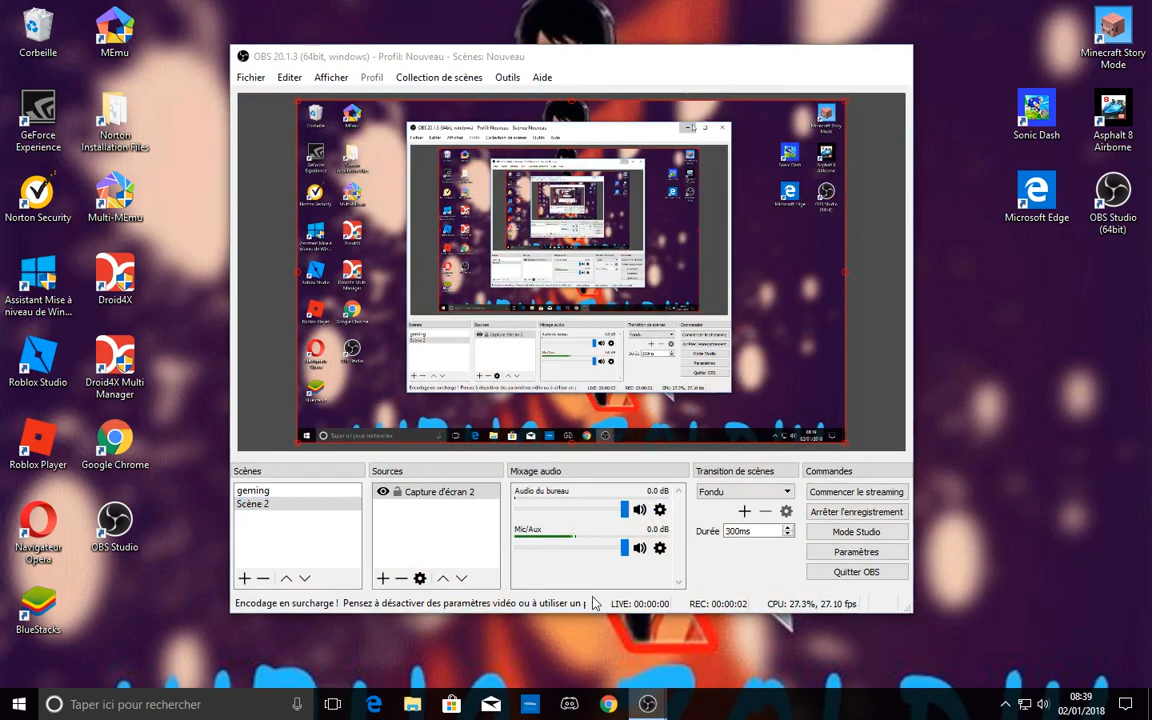 Corbeille
MEmu
GeForce
Experience
Norton
Installation Files
Norton Security
Multi-MEmu
Assistant Mise à
niveau de Win...
Droid4X
Roblox Studio
Droid4X Multi
Manager
Roblox Player
Google Chrome
Navigateur
Opera
OBS Studio
BlueStacks
OBS 20.1.3 (64bit, windows) - Profil: Nouveau - Scènes: Nouveau
Fichier Editer Afficher Profil Collection de scènes Outils Aide
Scènes
geming
Scène 2
Sources
Capture d'écran 2
Mixage audio
Audio du bureau 0.0 dB
Mic/Aux 0.0 dB
Transition de scènes
Fondu
Durée 300ms
Commandes
Commencer le streaming
Arrêter l'enregistrement
Mode Studio
Paramètres
Quitter OBS
Encodage en surcharge ! Pensez à désactiver des paramètres vidéo ou à utiliser un
LIVE: 00:00:00 REC: 00:00:02 CPU: 27.3%, 27.10 fps
Minecraft Story
Mode
Sonic Dash
Asphalt 8
Airborne
Microsoft Edge
OBS Studio
(64bit)
Taper ici pour rechercher
08:39
02/01/2018